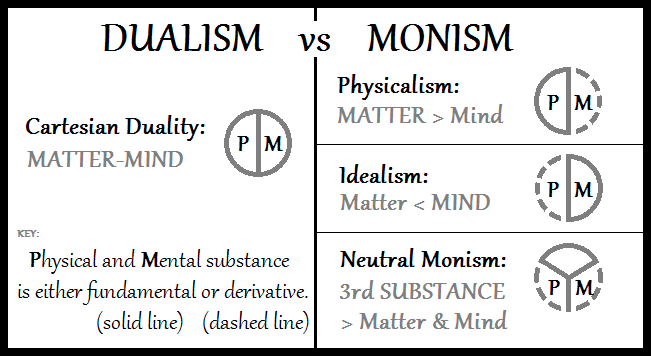 DUALISM vs MONISM
Cartesian Duality:
MATTER-MIND
P M
KEY:
Physical and Mental substance
is either fundamental or derivative.
(solid line) (dashed line)
Physicalism:
MATTER > Mind
P M
Idealism:
Matter < MIND
P M
Neutral Monism:
3rd SUBSTANCE
> Matter & Mind
P M